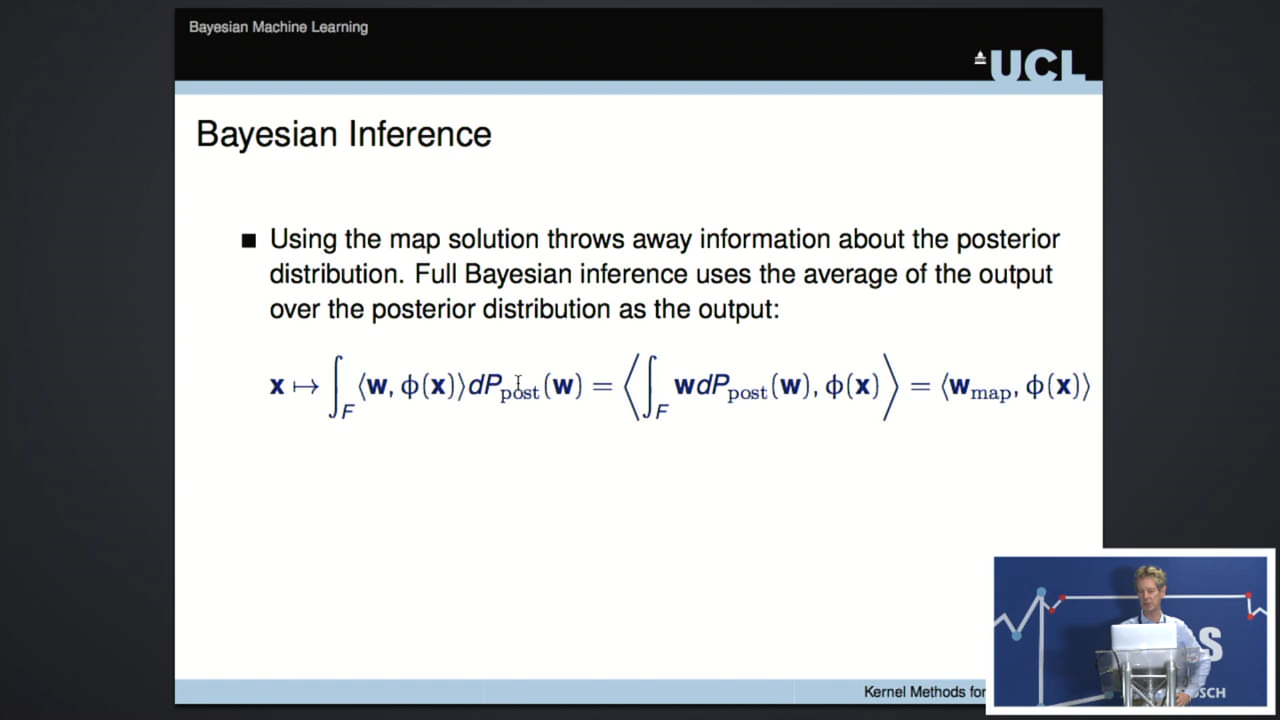 Bayesian Machine Learning
UCL
Bayesian Inference
■ Using the map solution throws away information about the posterior
distribution. Full Bayesian inference uses the average of the output
over the posterior distribution as the output:
x ↦ ∫_F ⟨w, ϕ(x)⟩dP_post(w) = ⟨∫_F wdP_post(w), ϕ(x)⟩ = ⟨w_map, ϕ(x)⟩
Kernel Methods for